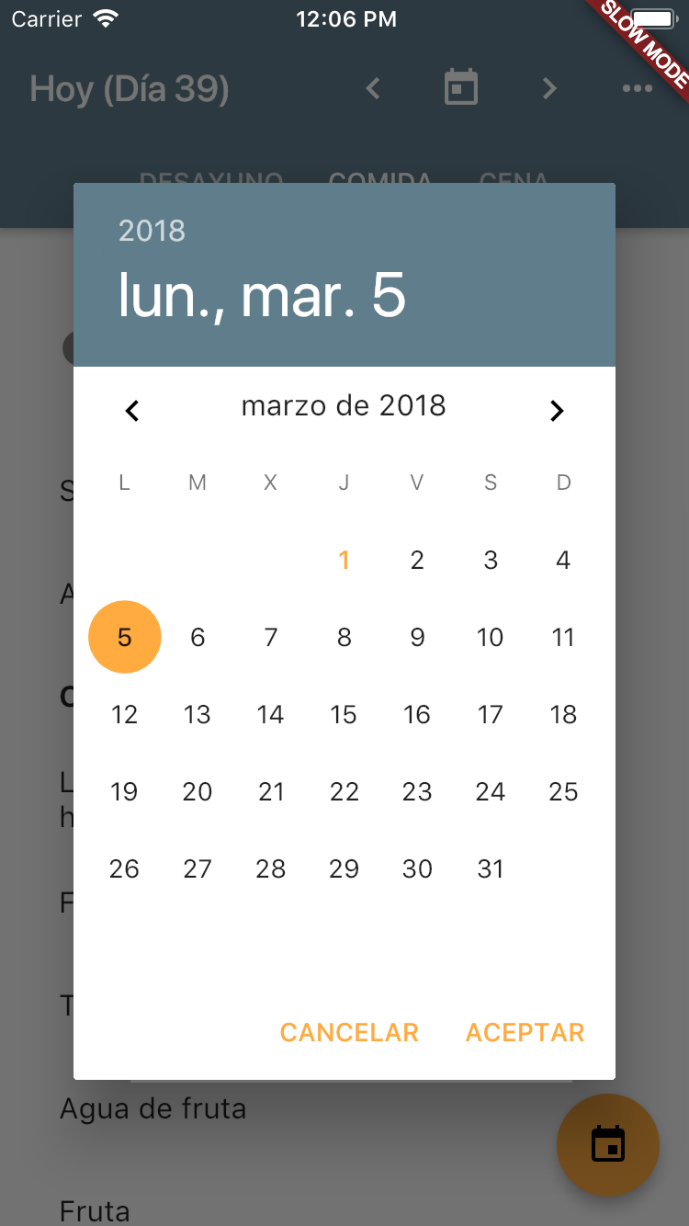 Carrier 12:06 PM
SLOW MODE
Hoy (Día 39)
DESAYUNO COMIDA CENA
2018
lun., mar. 5
marzo de 2018
L M X J V S D
1 2 3 4
5 6 7 8 9 10 11
12 13 14 15 16 17 18
19 20 21 22 23 24 25
26 27 28 29 30 31
CANCELAR ACEPTAR
Agua de fruta
Fruta